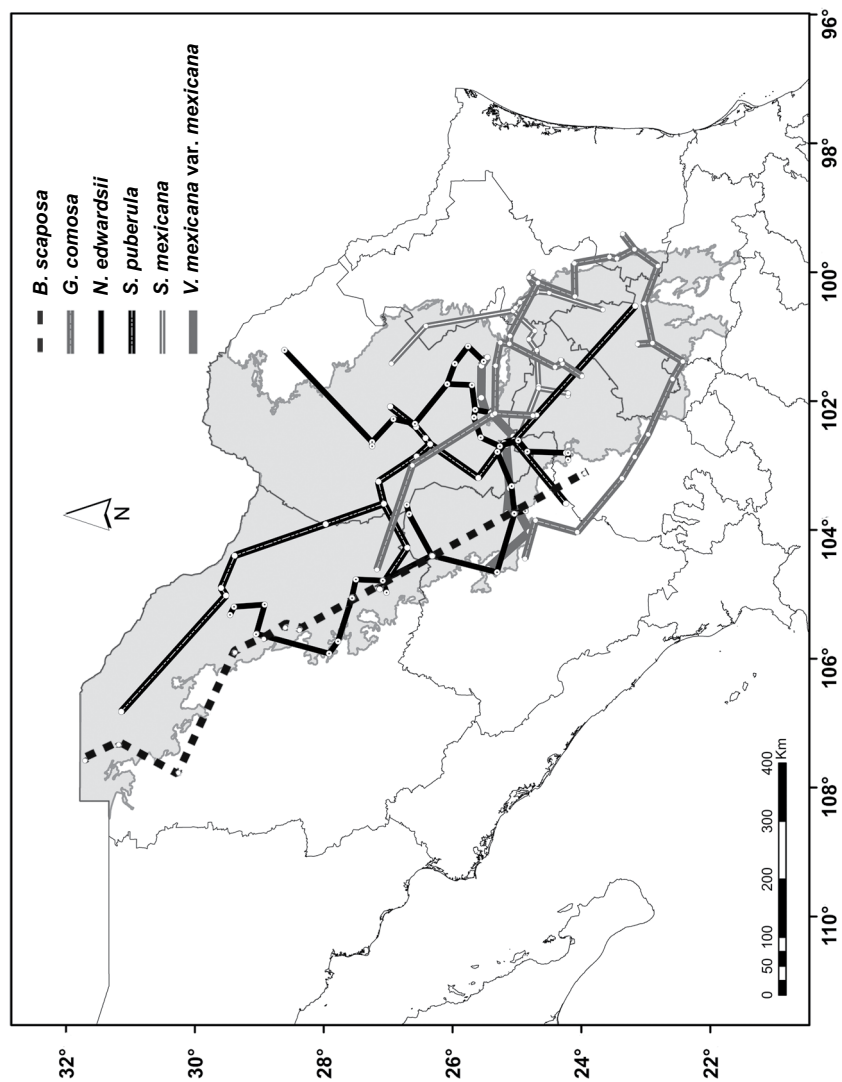 B. scaposa
G. comosa
N. edwardsii
S. puberula
S. mexicana
V. mexicana var. mexicana
N
32°
30°
28°
26°
24°
22°
110°
108°
106°
104°
102°
100°
98°
96°
0 50 100 200 300 400
Km